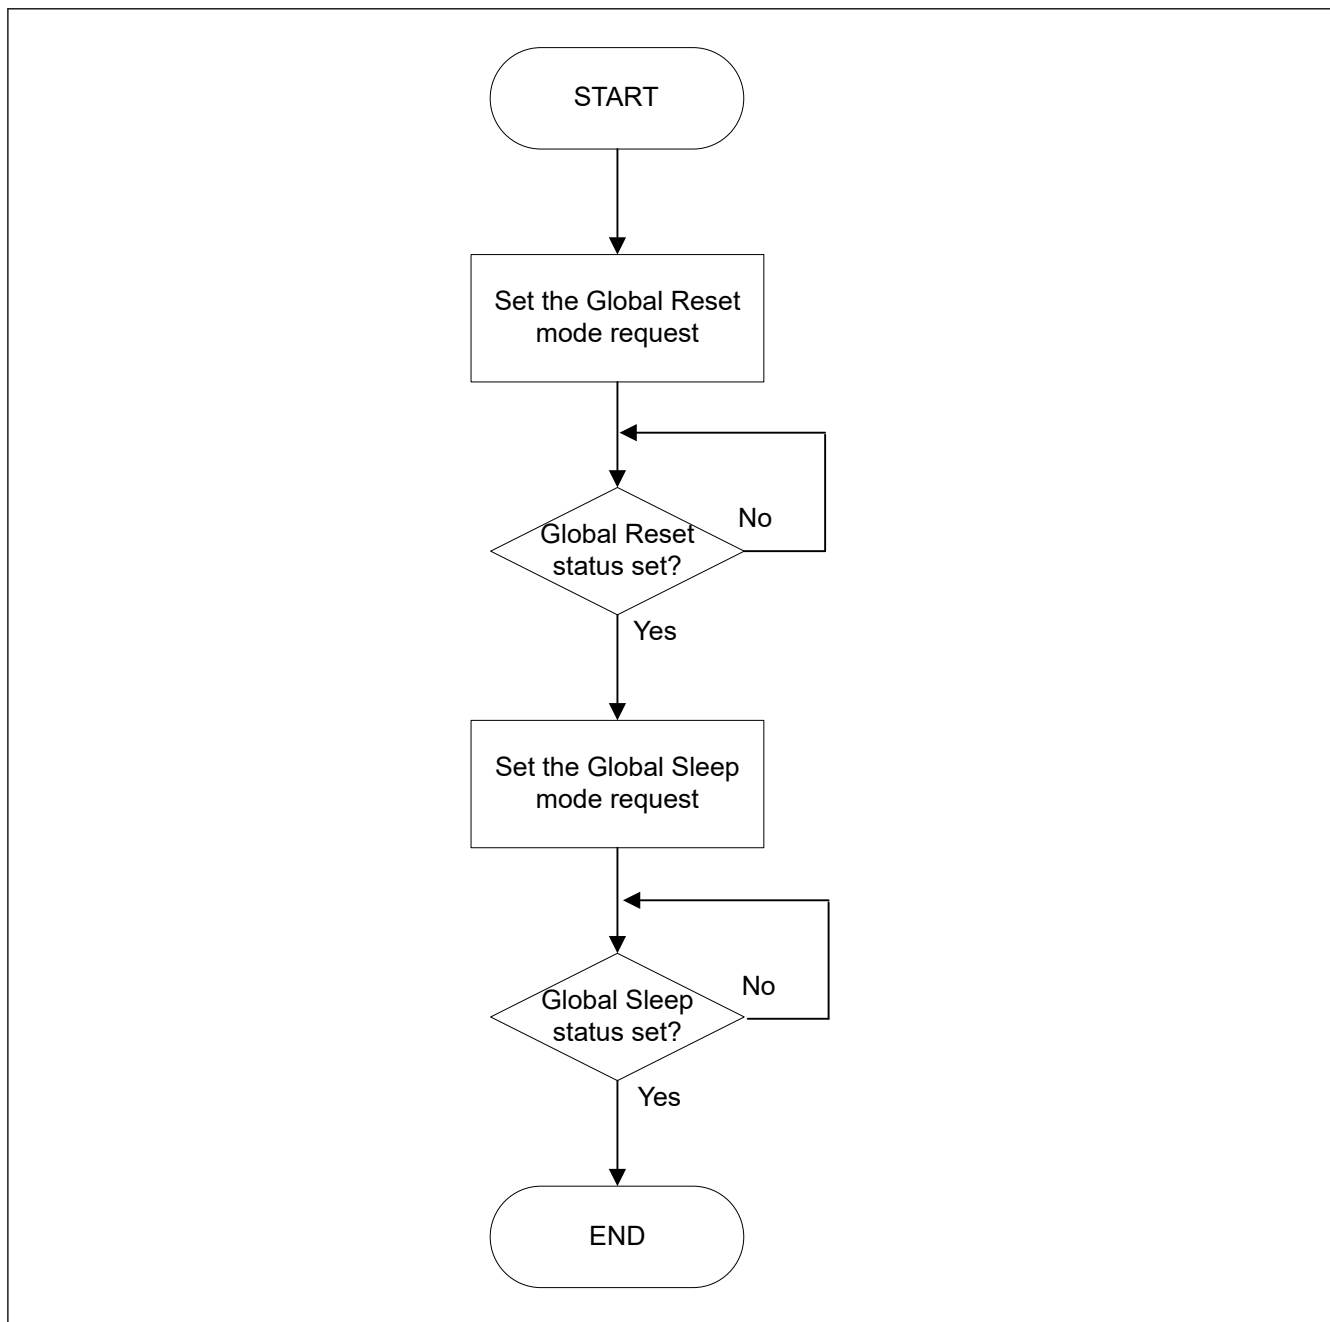 START
Set the Global Reset
mode request
No
Global Reset
status set?
Yes
Set the Global Sleep
mode request
No
Global Sleep
status set?
Yes
END